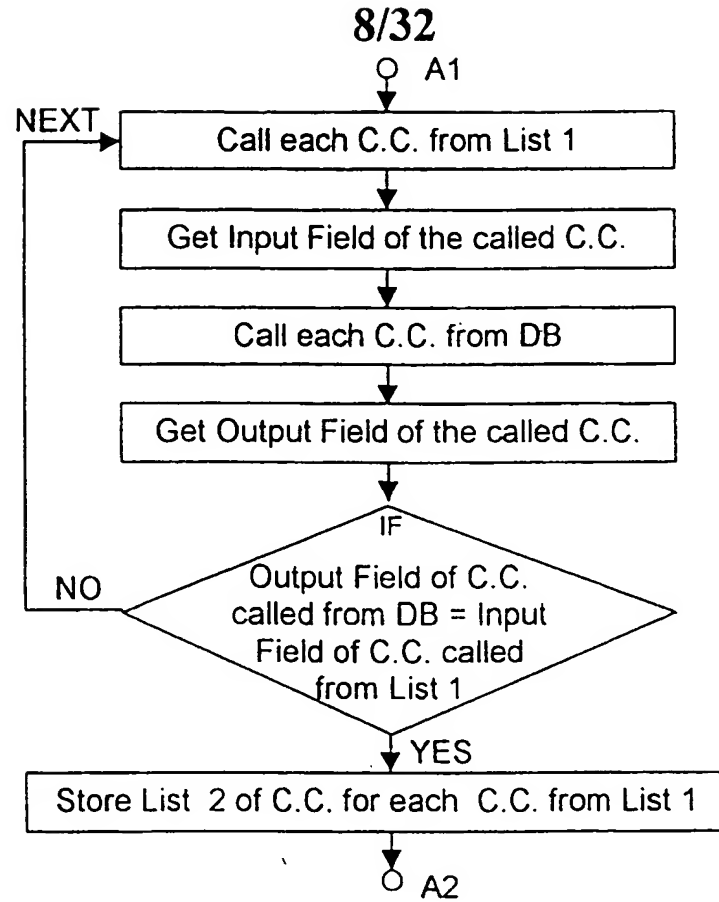 8/32
A1
NEXT
Call each C.C. from List 1
Get Input Field of the called C.C.
Call each C.C. from DB
Get Output Field of the called C.C.
IF
Output Field of C.C.
called from DB = Input
Field of C.C. called
from List 1
NO
YES
Store List 2 of C.C. for each C.C. from List 1
A2